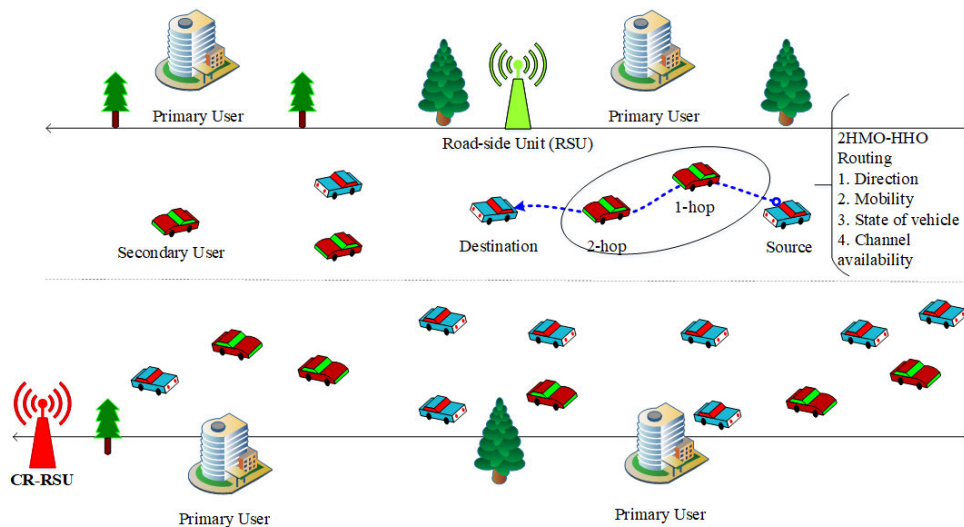 Primary User
Primary User
Road-side Unit (RSU)
2HMO-HHO
Routing
1. Direction
2. Mobility
3. State of vehicle
4. Channel
availability
1-hop
Secondary User
Destination
2-hop
Source
CR-RSU
Primary User
Primary User